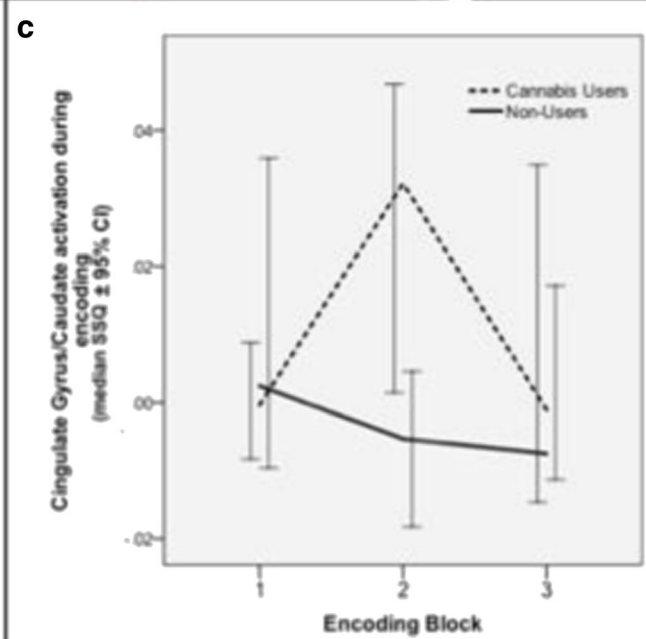 c
Cingulate Gyrus/Caudate activation during
encoding
(median SSQ ± 95% CI)
.04
.02
.00
-.02
Cannabis Users
Non-Users
1
2
3
Encoding Block